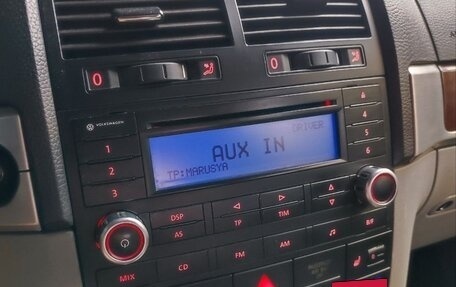 0
0
VOLKSWAGEN
DRIVER
AUX IN
TP:MARUSYA
1
2
3
4
5
6
DSP
TP
TIM
AS
MIX
CD
FM
AM
B/F